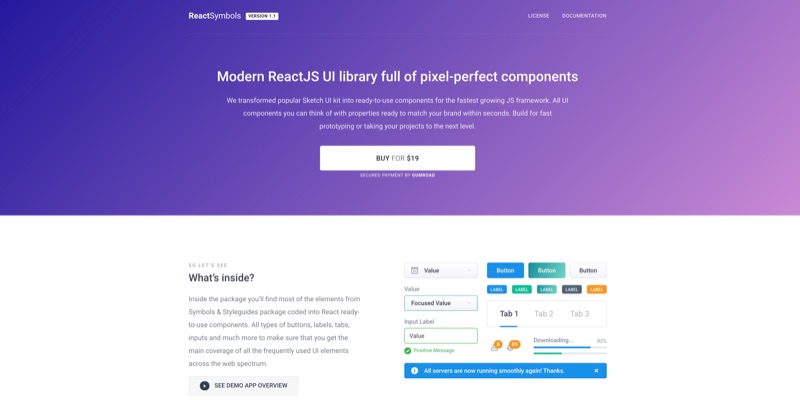 ReactSymbols VERSION 1.1
LICENSE DOCUMENTATION
Modern ReactJS UI library full of pixel-perfect components
We transformed popular Sketch UI kit into ready-to-use components for the fastest growing JS framework. All UI
components you can think of with properties ready to match your brand within seconds. Build for fast
prototyping or taking your projects to the next level.
BUY FOR $19
SECURED PAYMENT BY GUMROAD
SO LET'S SEE
What's inside?
Inside the package you'll find most of the elements from
Symbols & Styleguides package coded into React ready-
to-use components. All types of buttons, labels, tabs,
inputs and much more to make sure that you get the
main coverage of all the frequently used UI elements
across the web spectrum.
SEE DEMO APP OVERVIEW
Value
Value
Focused Value
Input Label
Value
Positive Message
Button Button Button
LABEL LABEL LABEL LABEL LABEL
Tab 1 Tab 2 Tab 3
Downloading... 82%
All servers are now running smoothly again! Thanks.